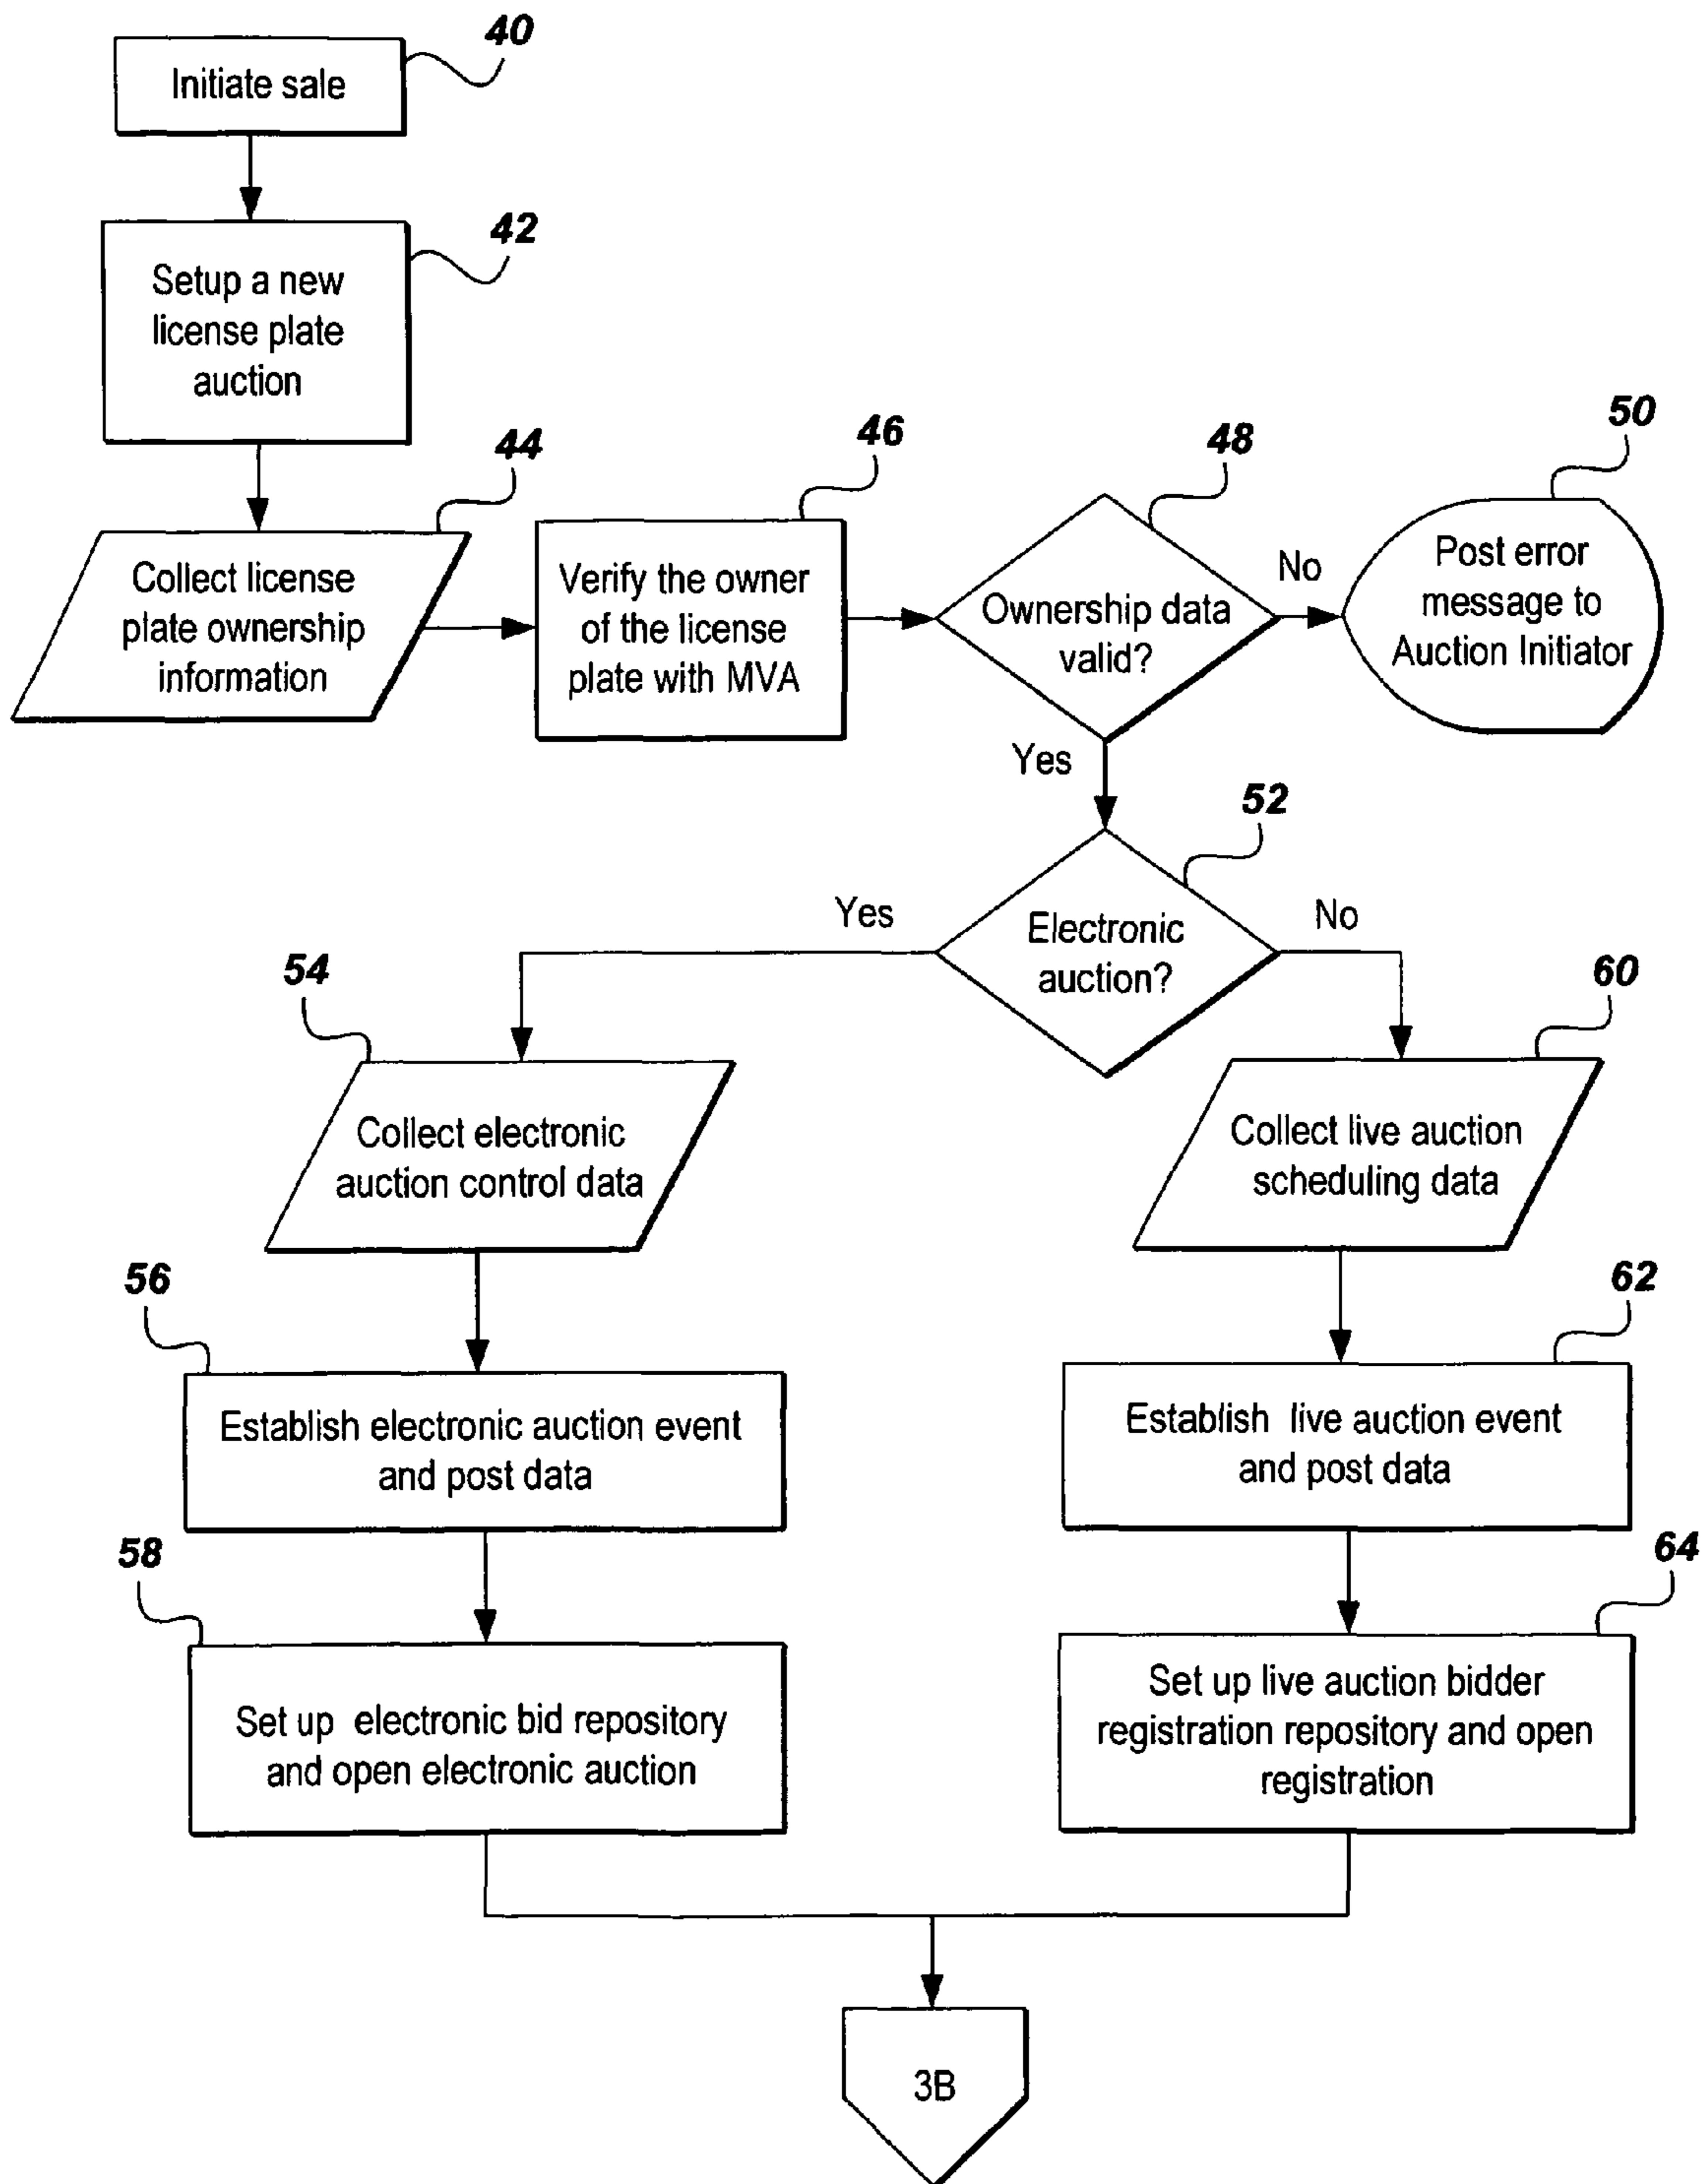 40
Initiate sale
42
Setup a new
license plate
auction
44
Collect license
plate ownership
information
46
Verify the owner
of the license
plate with MVA
48
Ownership data
valid?
No
50
Post error
message to
Auction Initiator
Yes
52
Electronic
auction?
Yes
No
54
Collect electronic
auction control data
60
Collect live auction
scheduling data
56
Establish electronic auction event
and post data
62
Establish live auction event
and post data
58
Set up electronic bid repository
and open electronic auction
64
Set up live auction bidder
registration repository and open
registration
3B